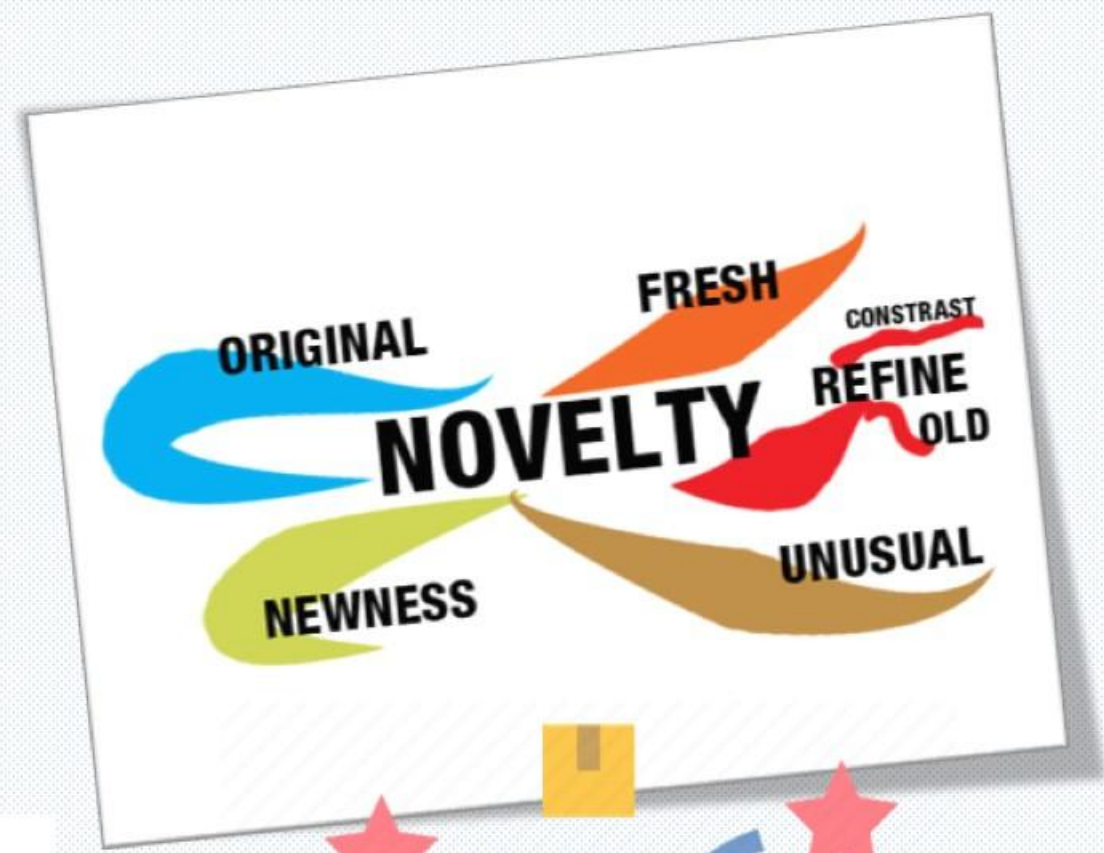 FRESH
CONSTRAST
ORIGINAL
REFINE
NOVELTY
OLD
UNUSUAL
NEWNESS